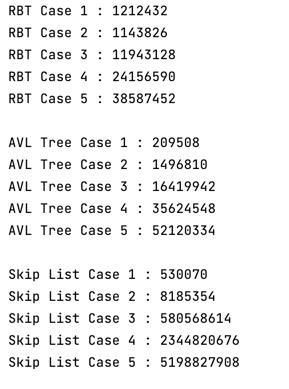 RBT Case 1 : 1212432
RBT Case 2 : 1143826
RBT Case 3 : 11943128
RBT Case 4 : 24156590
RBT Case 5 : 38587452
AVL Tree Case 1 : 209508
AVL Tree Case 2 : 1496810
AVL Tree Case 3 : 16419942
AVL Tree Case 4 : 35624548
AVL Tree Case 5 : 52120334
Skip List Case 1 : 530070
Skip List Case 2 : 8185354
Skip List Case 3 : 580568614
Skip List Case 4 : 2344820676
Skip List Case 5 : 5198827908